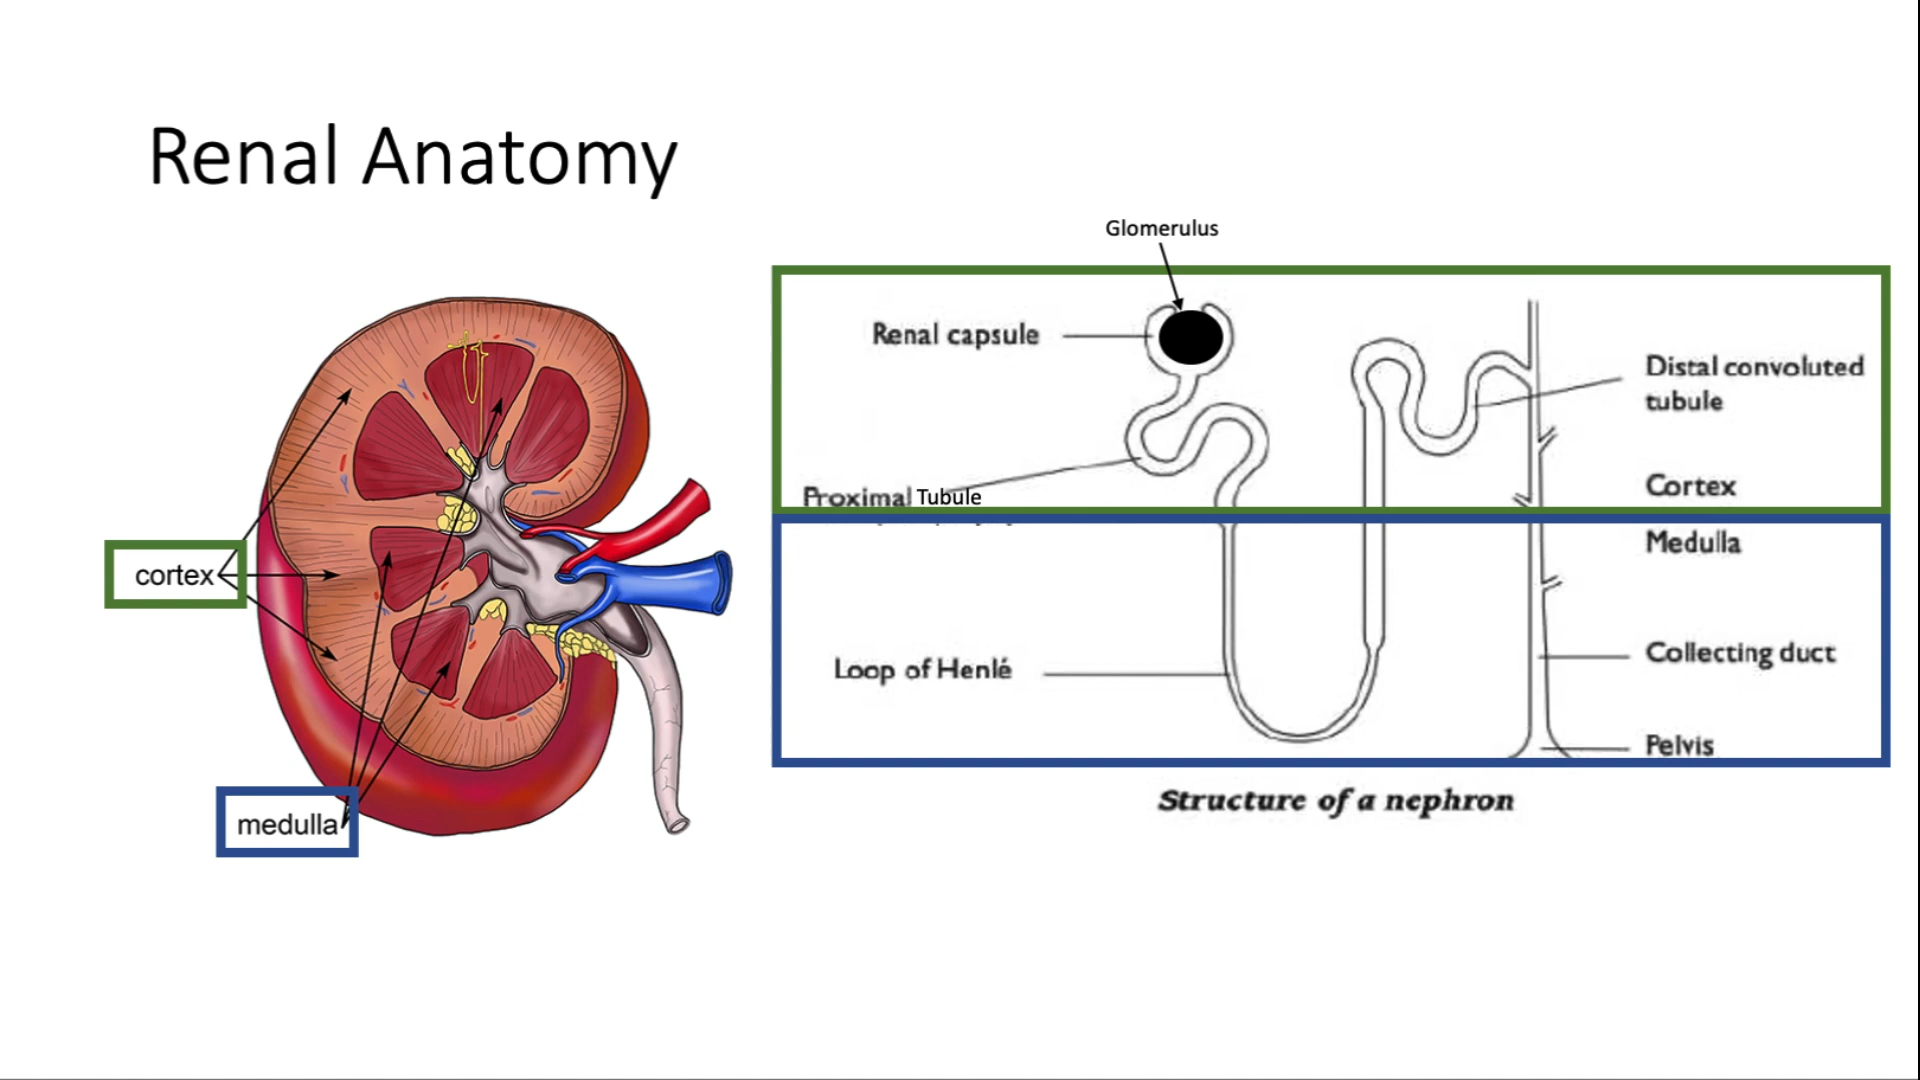 Renal Anatomy
Glomerulus
Renal capsule
Distal convoluted
tubule
Proximal Tubule
Cortex
Medulla
cortex
Loop of Henlé
Collecting duct
Pelvis
medulla
Structure of a nephron